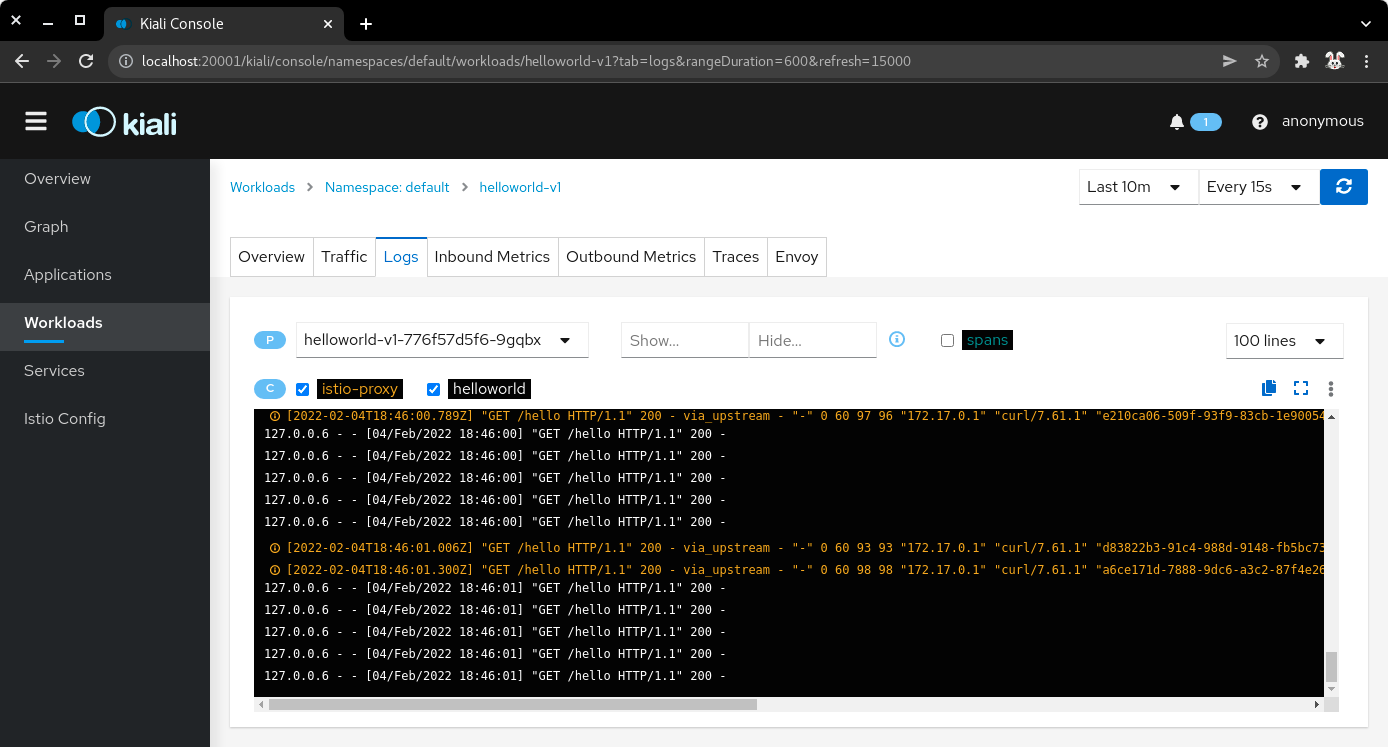 Kiali Console
localhost:20001/kiali/console/namespaces/default/workloads/helloworld-v1?tab=logs&rangeDuration=600&refresh=15000
kiali
1
anonymous
Overview
Graph
Applications
Workloads
Services
Istio Config
Workloads > Namespace: default > helloworld-v1
Last 10m
Every 15s
Overview Traffic Logs Inbound Metrics Outbound Metrics Traces Envoy
P helloworld-v1-776f57d5f6-9gqbx Show... Hide... spans 100 lines
C istio-proxy helloworld
[2022-02-04T18:46:00.789Z] "GET /hello HTTP/1.1" 200 - via_upstream - "-" 0 60 97 96 "172.17.0.1" "curl/7.61.1" "e210ca06-509f-93f9-83cb-1e90054
127.0.0.6 - - [04/Feb/2022 18:46:00] "GET /hello HTTP/1.1" 200 -
127.0.0.6 - - [04/Feb/2022 18:46:00] "GET /hello HTTP/1.1" 200 -
127.0.0.6 - - [04/Feb/2022 18:46:00] "GET /hello HTTP/1.1" 200 -
127.0.0.6 - - [04/Feb/2022 18:46:00] "GET /hello HTTP/1.1" 200 -
127.0.0.6 - - [04/Feb/2022 18:46:00] "GET /hello HTTP/1.1" 200 -
[2022-02-04T18:46:01.006Z] "GET /hello HTTP/1.1" 200 - via_upstream - "-" 0 60 93 93 "172.17.0.1" "curl/7.61.1" "d83822b3-91c4-988d-9148-fb5bc73
[2022-02-04T18:46:01.300Z] "GET /hello HTTP/1.1" 200 - via_upstream - "-" 0 60 98 98 "172.17.0.1" "curl/7.61.1" "a6ce171d-7888-9dc6-a3c2-87f4e26
127.0.0.6 - - [04/Feb/2022 18:46:01] "GET /hello HTTP/1.1" 200 -
127.0.0.6 - - [04/Feb/2022 18:46:01] "GET /hello HTTP/1.1" 200 -
127.0.0.6 - - [04/Feb/2022 18:46:01] "GET /hello HTTP/1.1" 200 -
127.0.0.6 - - [04/Feb/2022 18:46:01] "GET /hello HTTP/1.1" 200 -
127.0.0.6 - - [04/Feb/2022 18:46:01] "GET /hello HTTP/1.1" 200 -